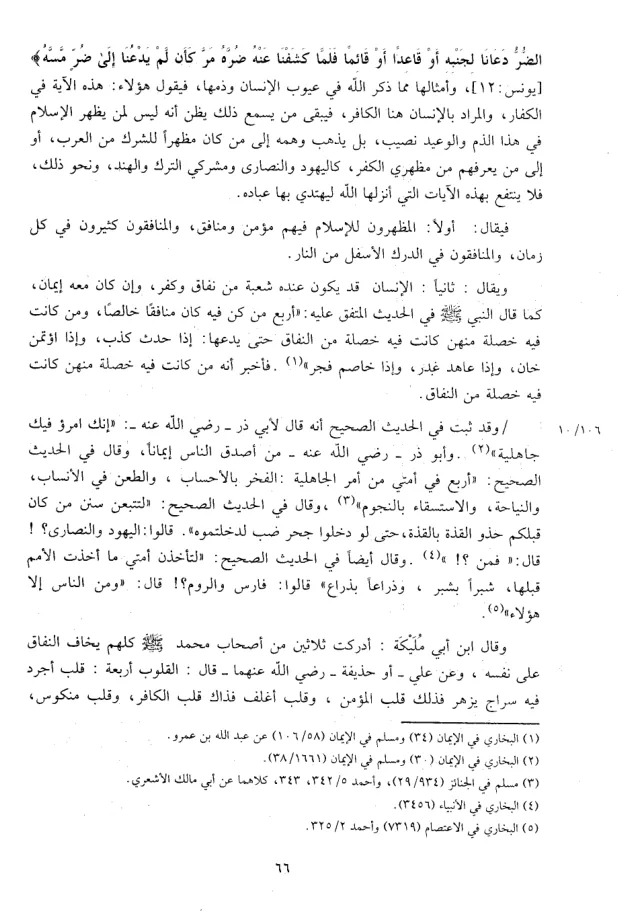 الضُّرُّ دَعَانَا لِجَنْبِهِ أَوْ قَاعِدًا أَوْ قَائِمًا فَلَمَّا كَشَفْنَا عَنْهُ ضُرَّهُ مَرَّ كَأَن لَّمْ يَدْعُنَا إِلَىٰ ضُرٍّ مَّسَّهُ﴾
[يونس:١٢]، وأمثالها مما ذكر الله في عيوب الإنسان وذمها، فيقول هؤلاء: هذه الآية في
الكفار، والمراد بالإنسان هنا الكافر، فيبقى من يسمع ذلك يظن أنه ليس لمن يظهر الإسلام
في هذا الذم والوعيد نصيب، بل يذهب وهمه إلى من كان مظهراً للشرك من العرب، أو
إلى من يعرفهم من مظهري الكفر، كاليهود والنصارى ومشركي الترك والهند، ونحو ذلك،
فلا ينتفع بهذه الآيات التي أنزلها الله ليهتدي بها عباده.
فيقال: أولاً: المظهرون للإسلام فيهم مؤمن ومنافق، والمنافقون كثيرون في كل
زمان، والمنافقون في الدرك الأسفل من النار.
ويقال : ثانياً : الإنسان قد يكون عنده شعبة من نفاق وكفر، وإن كان معه إيمان،
كما قال النبي ﷺ في الحديث المتفق عليه:«أربع من كن فيه كان منافقًا خالصًا، ومن كانت
فيه خصلة منهن كانت فيه خصلة من النفاق حتى يدعها: إذا حدث كذب، وإذا اؤتمن
خان، وإذا عاهد غدر، وإذا خاصم فجر»(١) .فأخبر أنه من كانت فيه خصلة منهن كانت
فيه خصلة من النفاق.
١٠/١٠٦ /وقد ثبت في الحديث الصحيح أنه قال لأبي ذر ـ رضي الله عنه ـ: «إنك امرؤ فيك
جاهلية»(٢) .وأبو ذر ـ رضي الله عنه ـ من أصدق الناس إيماناً، وقال في الحديث
الصحيح: «أربع في أمتي من أمر الجاهلية :الفخر بالأحساب ، والطعن في الأنساب،
والنياحة، والاستسقاء بالنجوم»(٣) ،وقال في الحديث الصحيح: «لتتبعن سنن من كان
قبلكم حذو القذة بالقذة،حتى لو دخلوا جحر ضب لدخلتموه». قالوا:اليهود والنصارى؟ !
قال:« فمن ؟! »(٤) .وقال أيضاً في الحديث الصحيح: «لتأخذن أمتي ما أخذت الأمم
قبلها، شبراً بشبر ، وذراعاً بذراع» قالوا: فارس والروم؟! قال: «ومن الناس إلا
هؤلاء»(٥).
وقال ابن أبي مُلَيْكَة : أدركت ثلاثين من أصحاب محمد ﷺ كلهم يخاف النفاق
على نفسه ، وعن علي ـ أو حذيفة ـ رضي الله عنهما ـ قال : القلوب أربعة : قلب أجرد
فيه سراج يزهر فذلك قلب المؤمن ، وقلب أغلف فذاك قلب الكافر، وقلب منكوس،
(١) البخاري في الإيمان (٣٤) ومسلم في الإيمان (١٠٦/٥٨) عن عبد الله بن عمرو.
(٢) البخاري في الإيمان (٣٠) ومسلم في الإيمان (٣٨/١٦٦١).
(٣) مسلم في الجنائز (٢٩/٩٣٤)، وأحمد ٣٤٢/٥، ٣٤٣، كلاهما عن أبي مالك الأشعري.
(٤) البخاري في الأنبياء (٣٤٥٦).
(٥) البخاري في الاعتصام (٧٣١٩) وأحمد ٣٢٥/٢.
٦٦